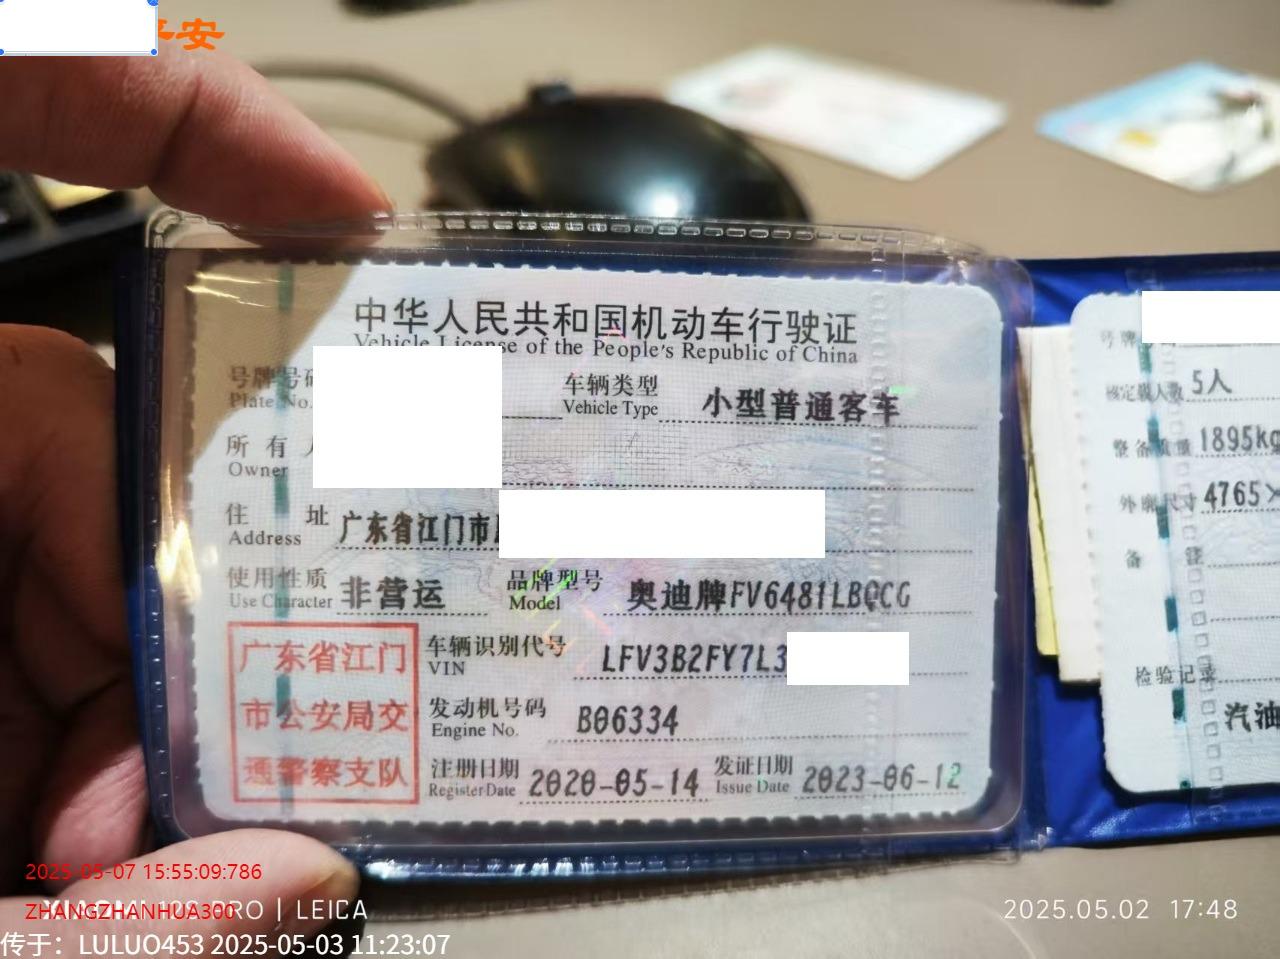 平安
中华人民共和国机动车行驶证
Vehicle License of the People's Republic of China
号牌号码
Plate No.
车辆类型 小型普通客车
Vehicle Type
所有
Owner
住址 广东省江门市
Address
使用性质 非营运
Use Character
品牌型号 奥迪牌FV6481LBQCG
Model
广东省江门
市公安局交
通警察支队
车辆识别代号 LFV3B2FY7L3
VIN
发动机号码 B06334
Engine No.
注册日期 2020-05-14
Register Date
发证日期 2023-06-12
Issue Date
号牌
核定载人数 5人
整备质量 1895kg
外廓尺寸 4765×
备注
检验记录
汽油
2025-05-07 15:55:09:786
ZHANGZHANHUA300
PRO | LEICA
2025.05.02 17:48
传于：LULUO453 2025-05-03 11:23:07